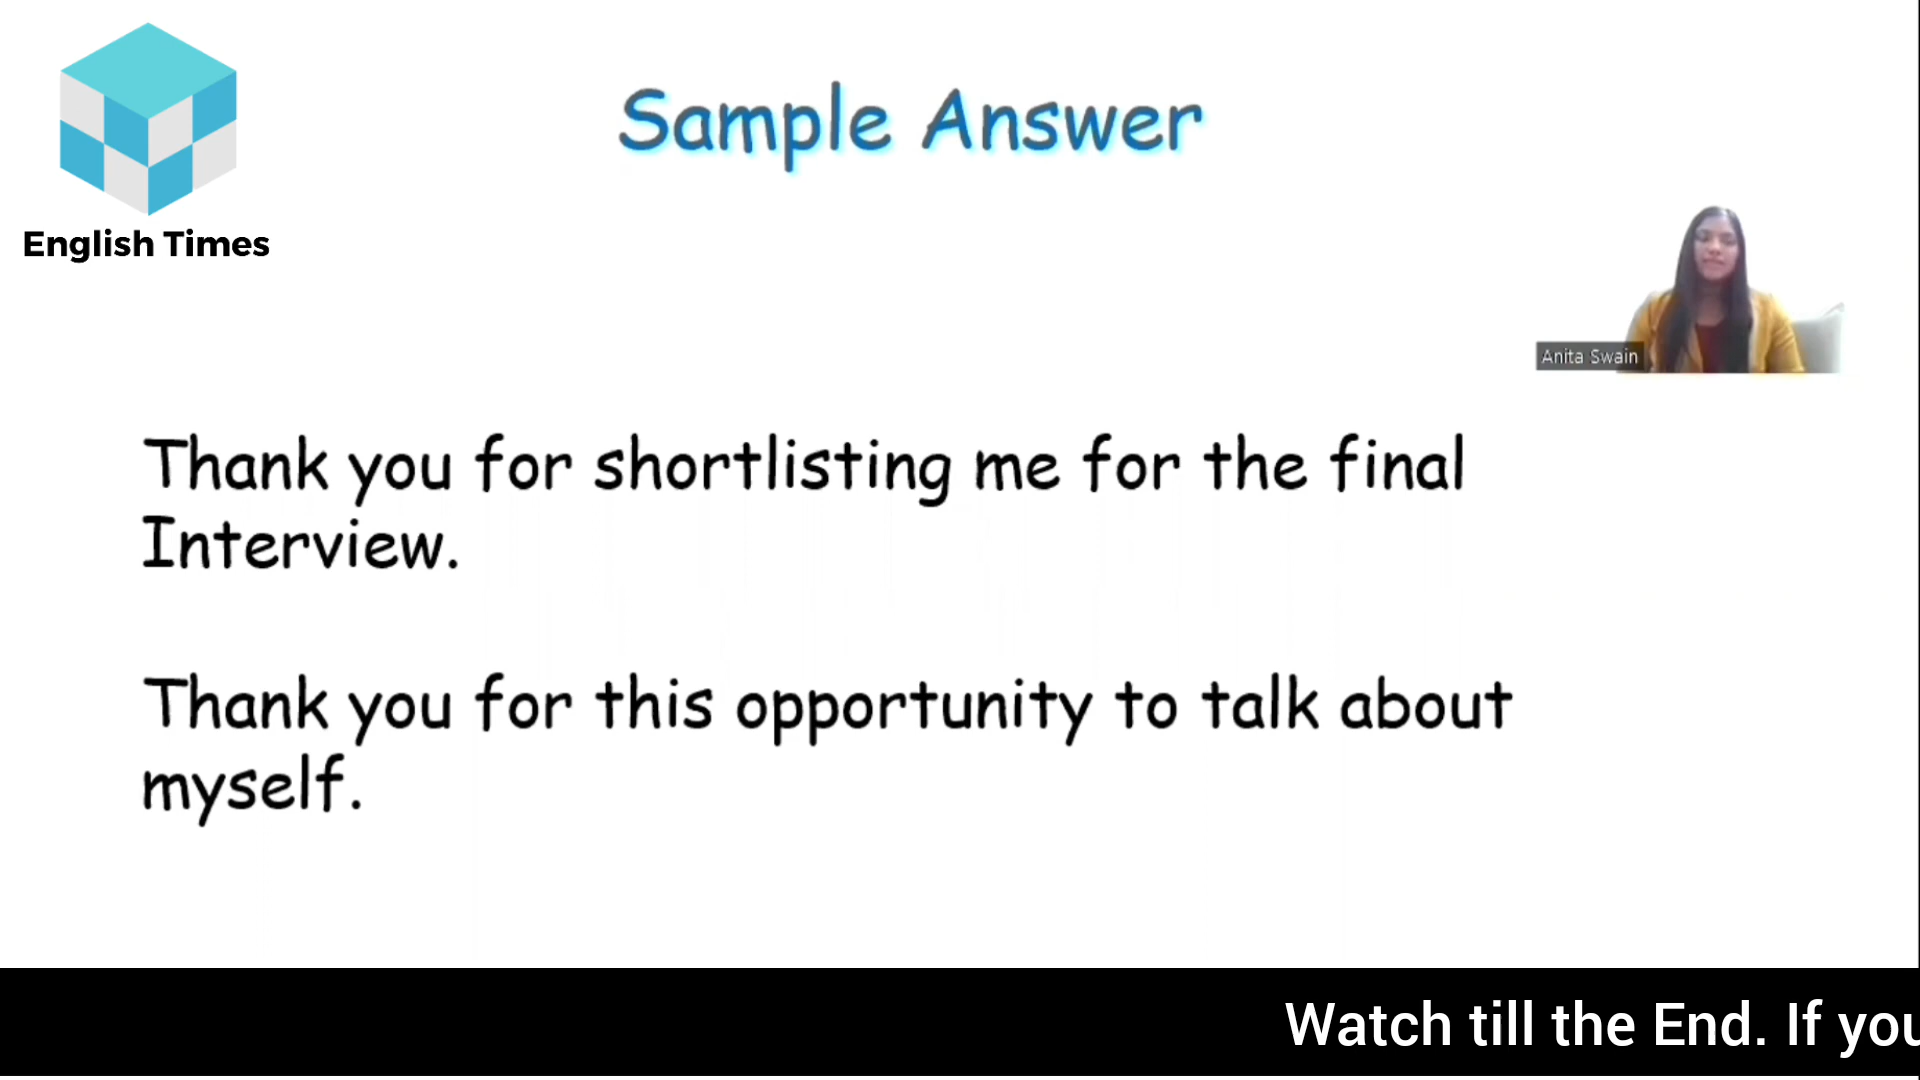 Sample Answer
English Times
Anita Swain
Thank you for shortlisting me for the final
Interview.
Thank you for this opportunity to talk about
myself.
Watch till the End. If you